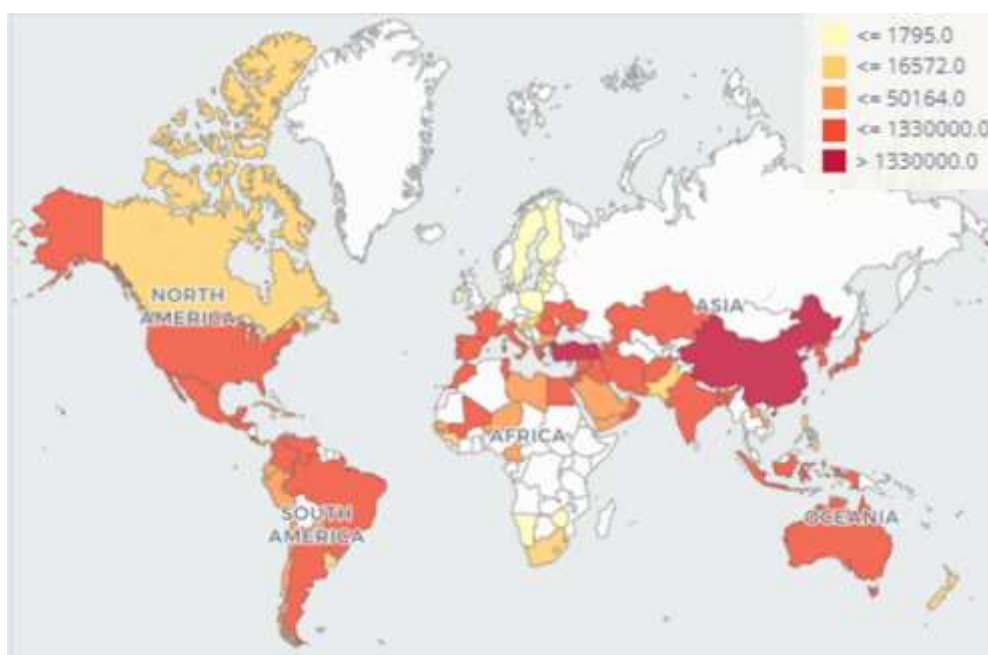 <= 1795.0
<= 16572.0
<= 50164.0
<= 1330000.0
> 1330000.0
NORTH
AMERICA
ASIA
AFRICA
SOUTH
AMERICA
OCEANIA